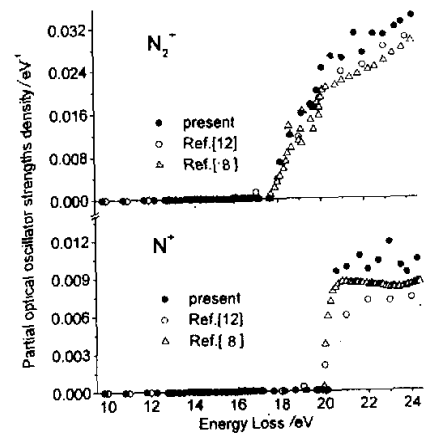 Partial optical oscillator strengths density /eV⁻¹
0.032
N₂⁺
0.024
0.016
present
Ref.[12]
0.008
Ref.[ 8]
0.000
0.012
N⁺
0.009
present
0.006
Ref.[12]
0.003
Ref.[ 8]
0.000
10 12 14 16 18 20 22 24
Energy Loss /eV